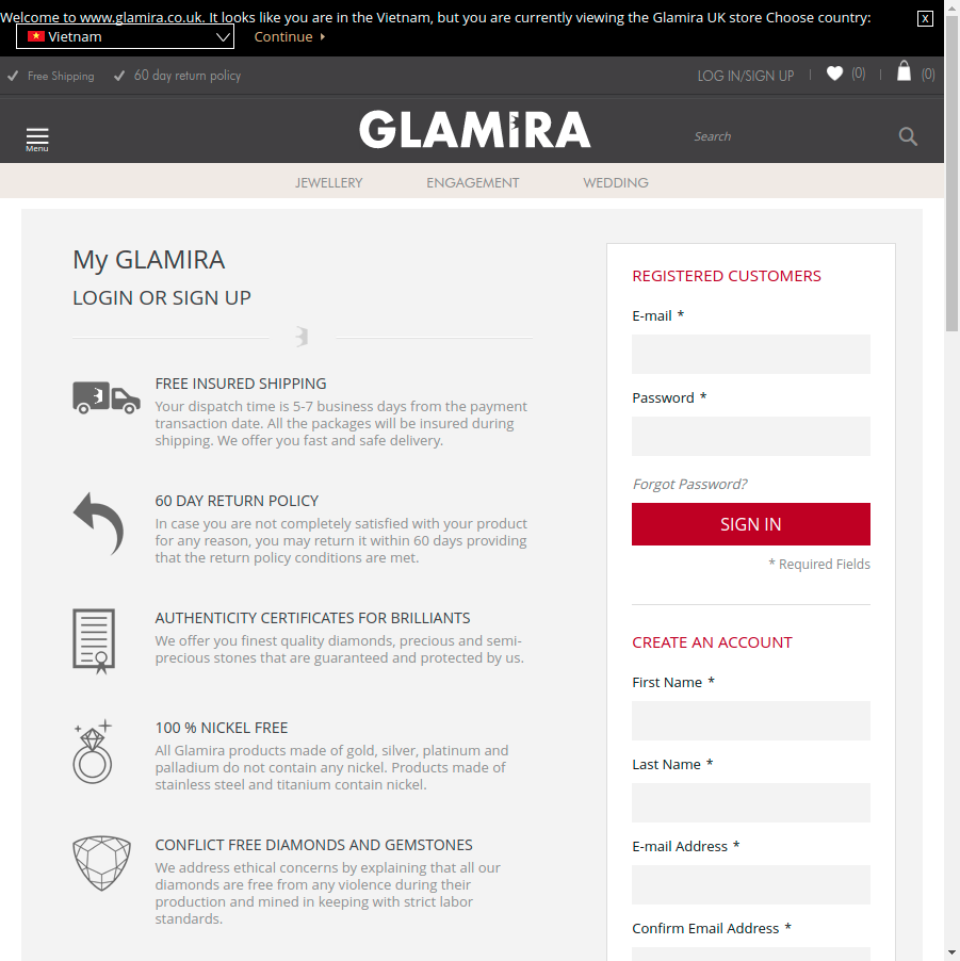 Welcome to www.glamira.co.uk. It looks like you are in the Vietnam, but you are currently viewing the Glamira UK store Choose country:
x
Vietnam
Continue
Free Shipping
60 day return policy
LOG IN/SIGN UP
(0)
(0)
Menu
GLAMIRA
Search
JEWELLERY
ENGAGEMENT
WEDDING
My GLAMIRA
LOGIN OR SIGN UP
FREE INSURED SHIPPING
Your dispatch time is 5-7 business days from the payment
transaction date. All the packages will be insured during
shipping. We offer you fast and safe delivery.
60 DAY RETURN POLICY
In case you are not completely satisfied with your product
for any reason, you may return it within 60 days providing
that the return policy conditions are met.
AUTHENTICITY CERTIFICATES FOR BRILLIANTS
We offer you finest quality diamonds, precious and semi-
precious stones that are guaranteed and protected by us.
100 % NICKEL FREE
All Glamira products made of gold, silver, platinum and
palladium do not contain any nickel. Products made of
stainless steel and titanium contain nickel.
CONFLICT FREE DIAMONDS AND GEMSTONES
We address ethical concerns by explaining that all our
diamonds are free from any violence during their
production and mined in keeping with strict labor
standards.
REGISTERED CUSTOMERS
E-mail *
Password *
Forgot Password?
SIGN IN
* Required Fields
CREATE AN ACCOUNT
First Name *
Last Name *
E-mail Address *
Confirm Email Address *